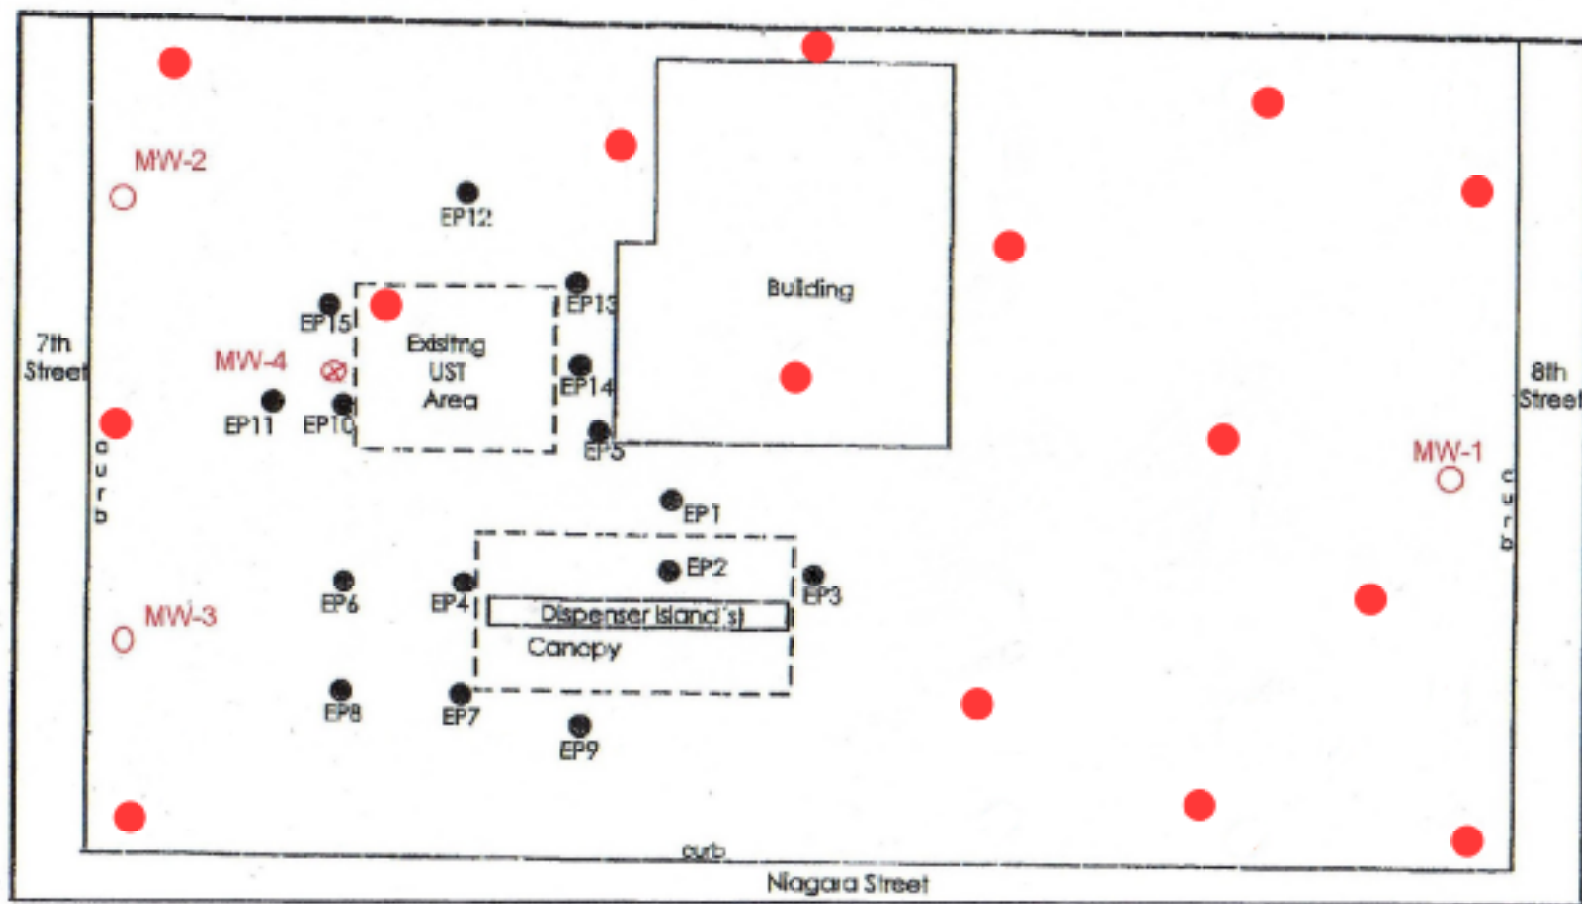 MW-2
EP12
Building
EP13
EP15
7th
Street
MW-4
Exisitng
UST
Area
EP14
8th
Street
EP11
EP10
EP5
curb
MW-1
curb
EP1
EP2
EP3
EP6
EP4
MW-3
Dispenser Island(s)
Canopy
EP8
EP7
EP9
curb
Niagara Street